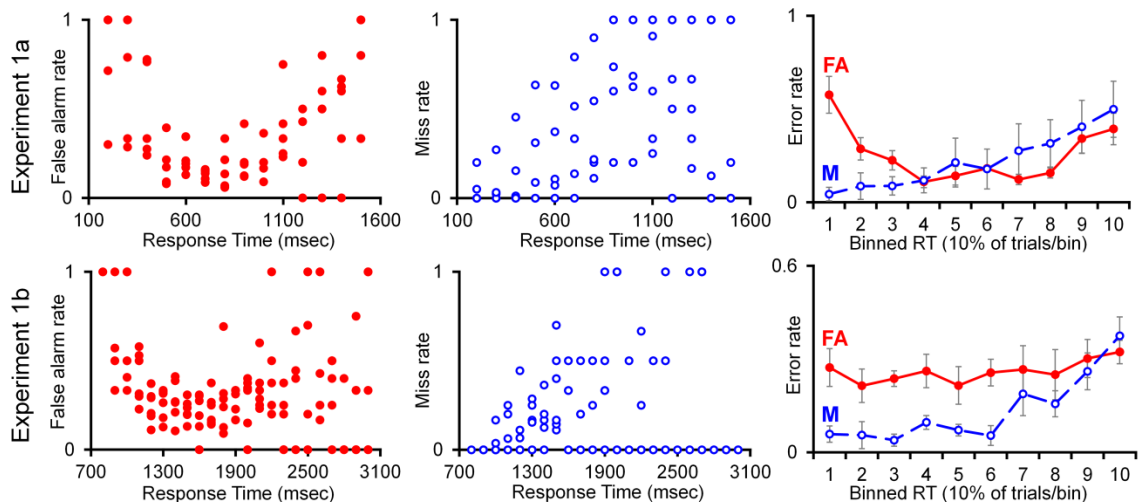 Experiment 1a
False alarm rate
1
0
100 600 1100 1600
Response Time (msec)
Miss rate
1
0
100 600 1100 1600
Response Time (msec)
Error rate
1
0
FA
M
1 2 3 4 5 6 7 8 9 10
Binned RT (10% of trials/bin)
Experiment 1b
False alarm rate
1
0
700 1300 1900 2500 3100
Response Time (msec)
Miss rate
1
0
700 1300 1900 2500 3100
Response Time (msec)
Error rate
0.6
0
FA
M
1 2 3 4 5 6 7 8 9 10
Binned RT (10% of trials/bin)